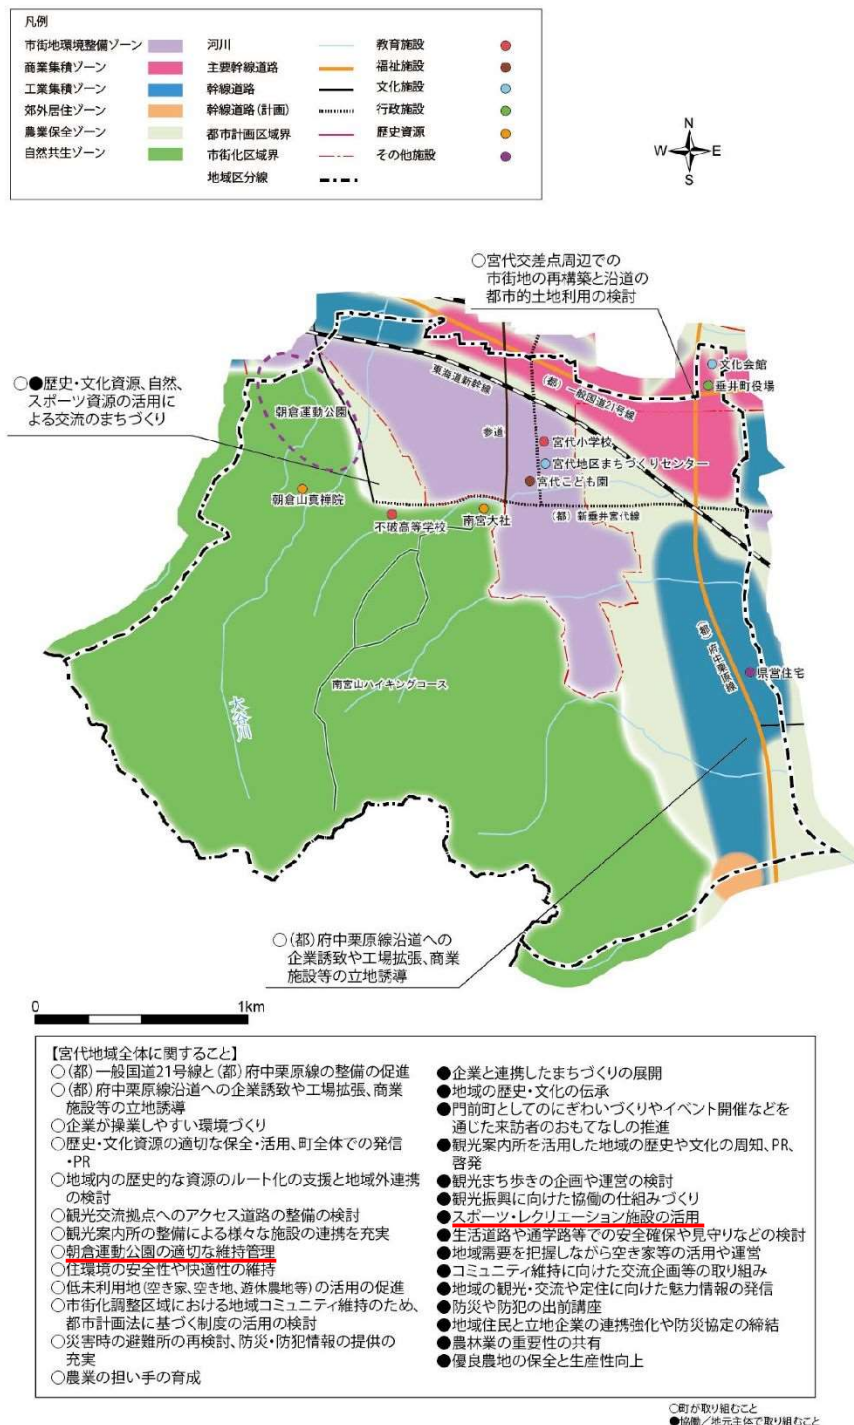 凡例
市街地環境整備ゾーン
商業集積ゾーン
工業集積ゾーン
郊外居住ゾーン
農業保全ゾーン
自然共生ゾーン
河川
主要幹線道路
幹線道路
幹線道路(計画)
都市計画区域界
市街化区域界
地域区分線
教育施設
福祉施設
文化施設
行政施設
歴史資源
その他施設
N
W E
S
○宮代交差点周辺での
市街地の再構築と沿道の
都市的土地利用の検討
○●歴史・文化資源、自然、
スポーツ資源の活用に
よる交流のまちづくり
文化会館
垂井町役場
東海道新幹線
(都)一般国道21号線
朝倉運動公園
参道
宮代小学校
宮代地区まちづくりセンター
宮代こども園
朝倉山真禅院
不破高等学校
南宮大社
(都)新垂井宮代線
(都)府中栗原線
県営住宅
南宮山ハイキングコース
大谷川
○(都)府中栗原線沿道への
企業誘致や工場拡張、商業
施設等の立地誘導
0 1km
【宮代地域全体に関すること】
○(都)一般国道21号線と(都)府中栗原線の整備の促進
○(都)府中栗原線沿道への企業誘致や工場拡張、商業
施設等の立地誘導
○企業が操業しやすい環境づくり
○歴史・文化資源の適切な保全・活用、町全体での発信
・PR
○地域内の歴史的な資源のルート化の支援と地域外連携
の検討
○観光交流拠点へのアクセス道路の整備の検討
○観光案内所の整備による様々な施設の連携を充実
○朝倉運動公園の適切な維持管理
○住環境の安全性や快適性の維持
○低未利用地(空き家、空き地、遊休農地等)の活用の促進
○市街化調整区域における地域コミュニティ維持のため、
都市計画法に基づく制度の活用の検討
○災害時の避難所の再検討、防災・防犯情報の提供の
充実
○農業の担い手の育成
●企業と連携したまちづくりの展開
●地域の歴史・文化の伝承
●門前町としてのにぎわいづくりやイベント開催などを
通じた来訪者のおもてなしの推進
●観光案内所を活用した地域の歴史や文化の周知、PR、
啓発
●観光まち歩きの企画や運営の検討
●観光振興に向けた協働の仕組みづくり
●スポーツ・レクリエーション施設の活用
●生活道路や通学路等での安全確保や見守りなどの検討
●地域需要を把握しながら空き家等の活用や運営
●コミュニティ維持に向けた交流企画等の取り組み
●地域の観光・交流や定住に向けた魅力情報の発信
●防災や防犯の出前講座
●地域住民と立地企業の連携強化や防災協定の締結
●農林業の重要性の共有
●優良農地の保全と生産性向上
○町が取り組むこと
●協働/地元主体で取り組むこと